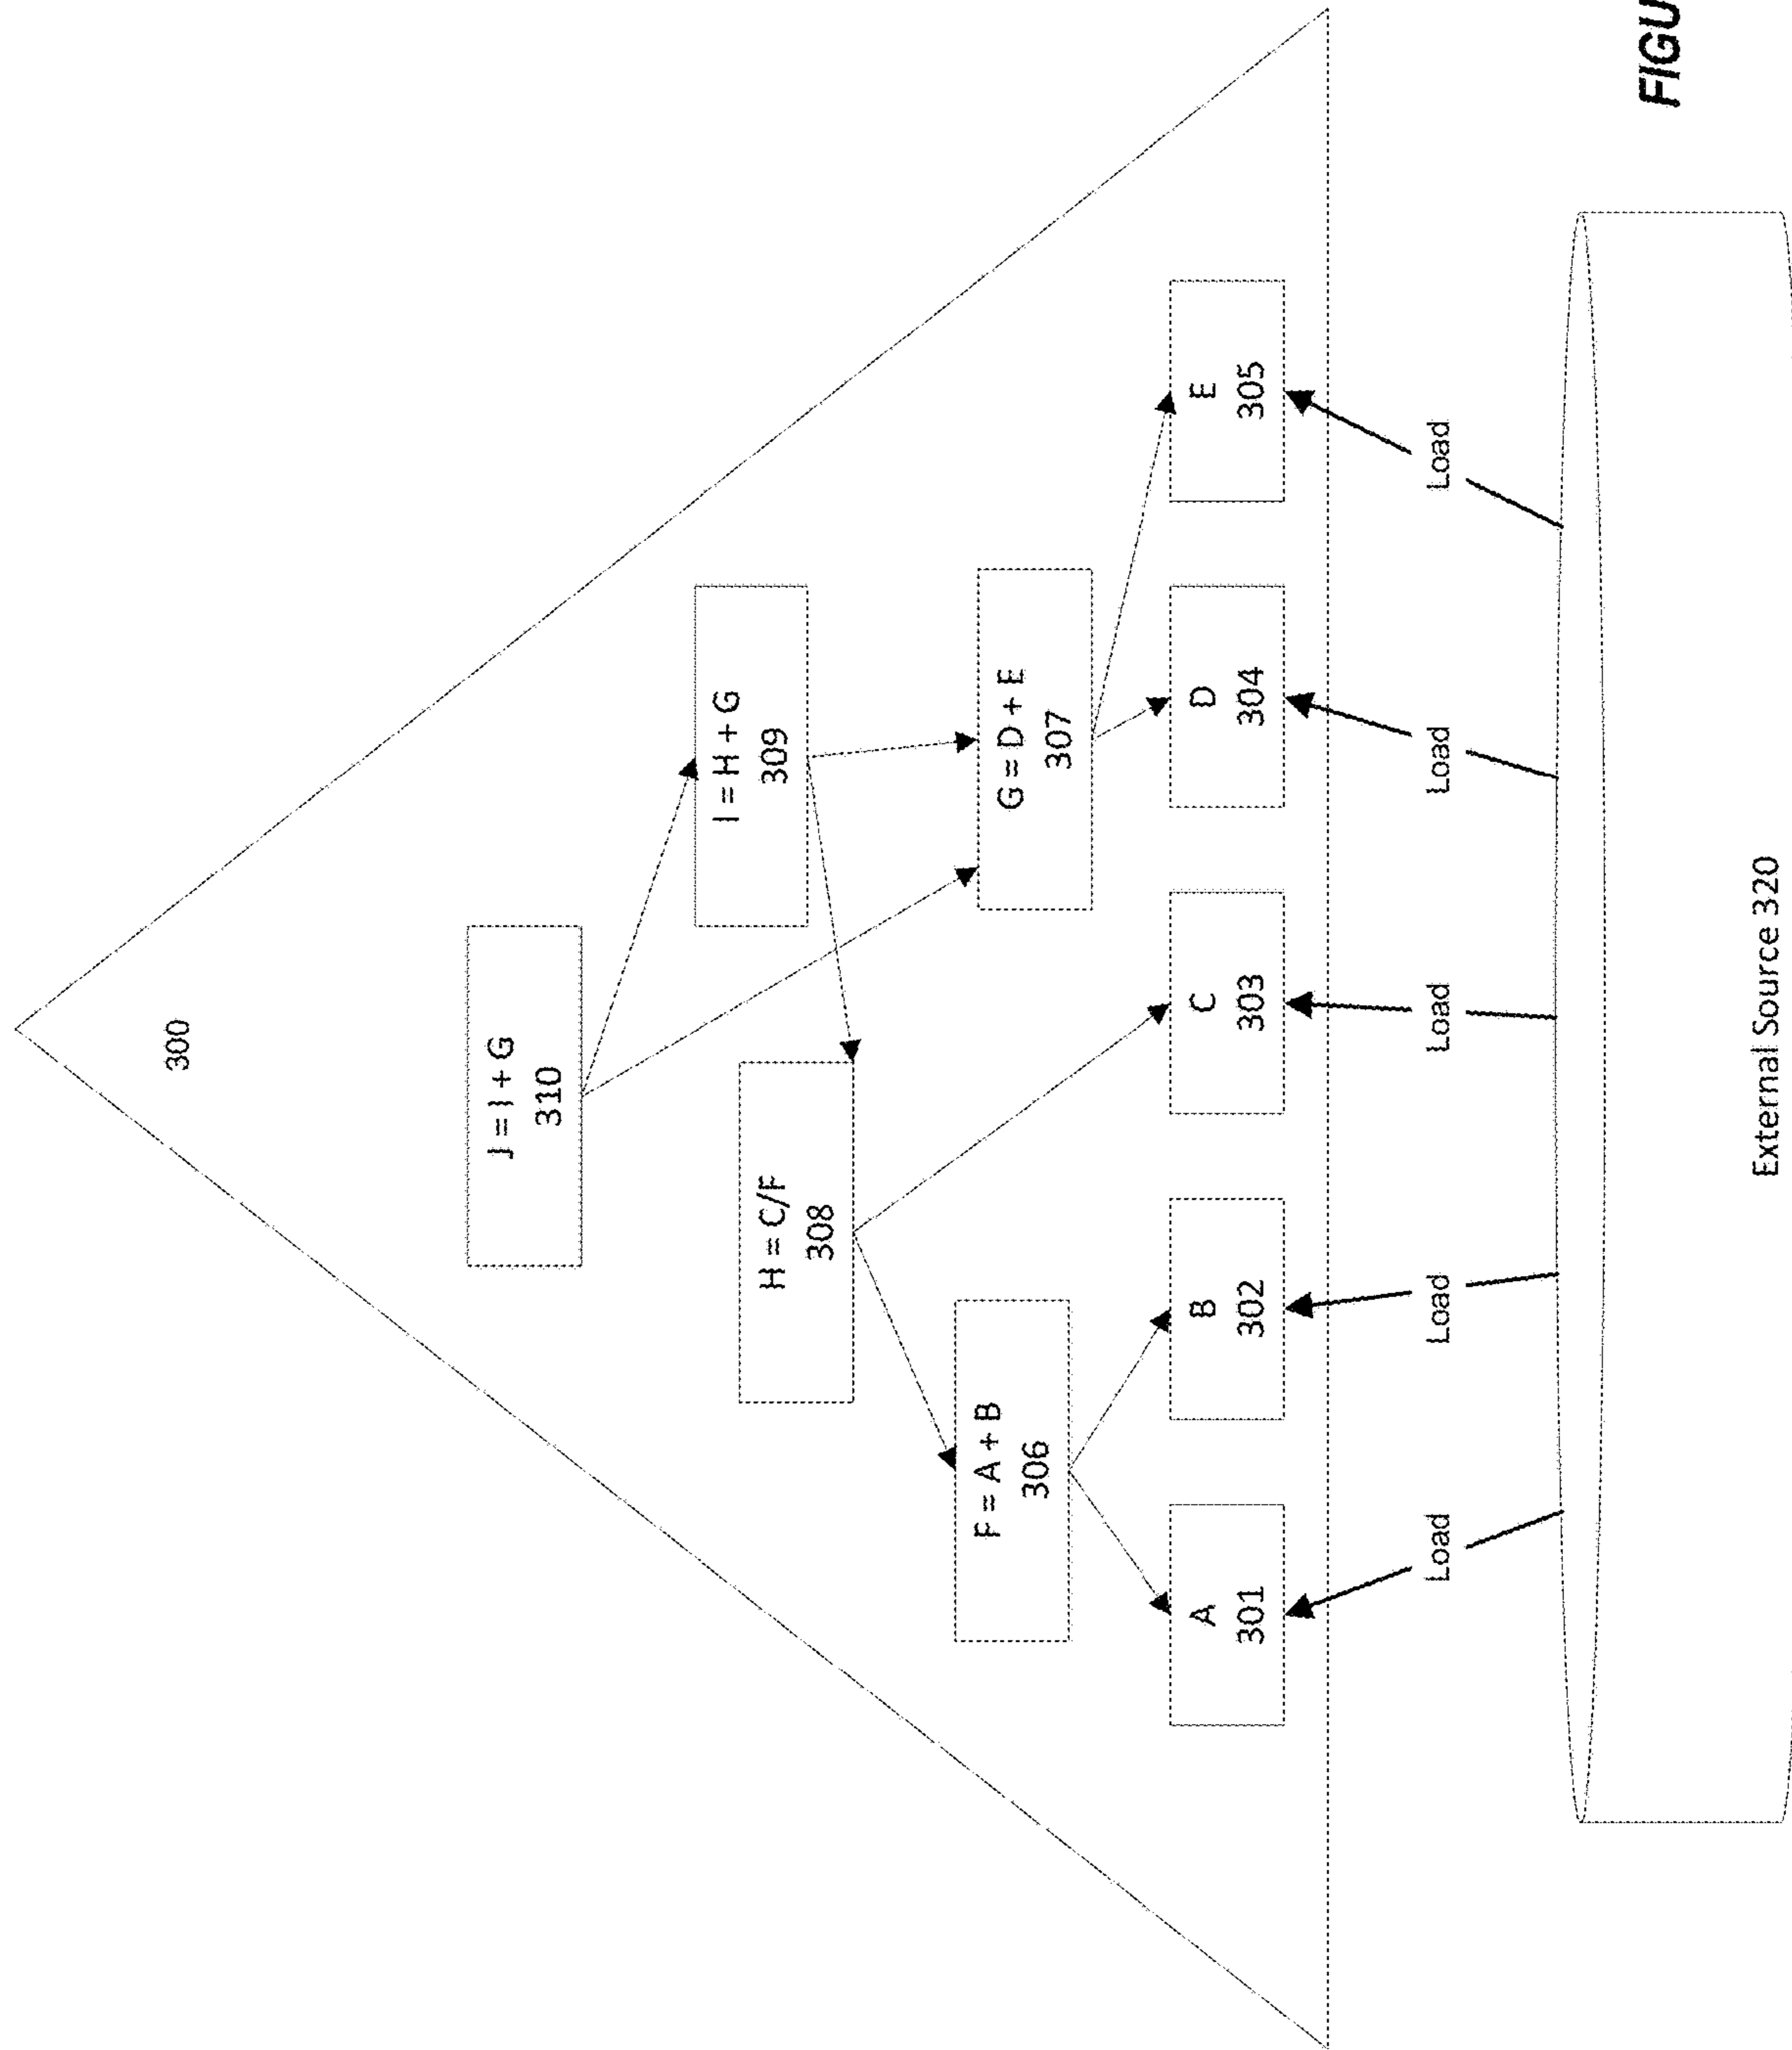 300
J = I + G
310
I = H + G
309
H = C/F
308
F = A + B
306
G = D + E
307
A
301
B
302
C
303
D
304
E
305
Load
Load
Load
Load
Load
External Source 320
FIGU